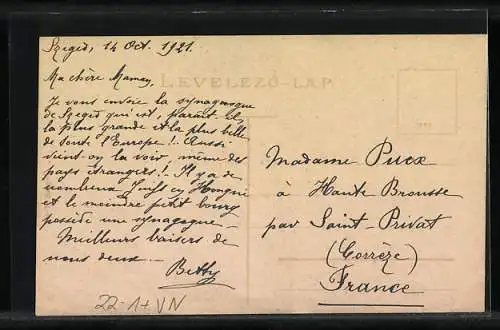 Szeged, 14 Oct. 1921.
Ma chère Maman,
LEVELEZŐ-LAP
Je vous envoie la synagogue
de Szeged qui est, paraît il,
la plus grande et la plus belle
de toute l'Europe!. Aussi
vient-on la voir, même des
pays étrangers!. Il y a de
nombreux Juifs en Hongrie
et le moindre petit bourg
possède une synagogue.
Meilleurs baisers de
nous deux.
Betty
Madame Puex
à Haute Brousse
par Saint-Privat
(Corrèze)
France
22-1+VN